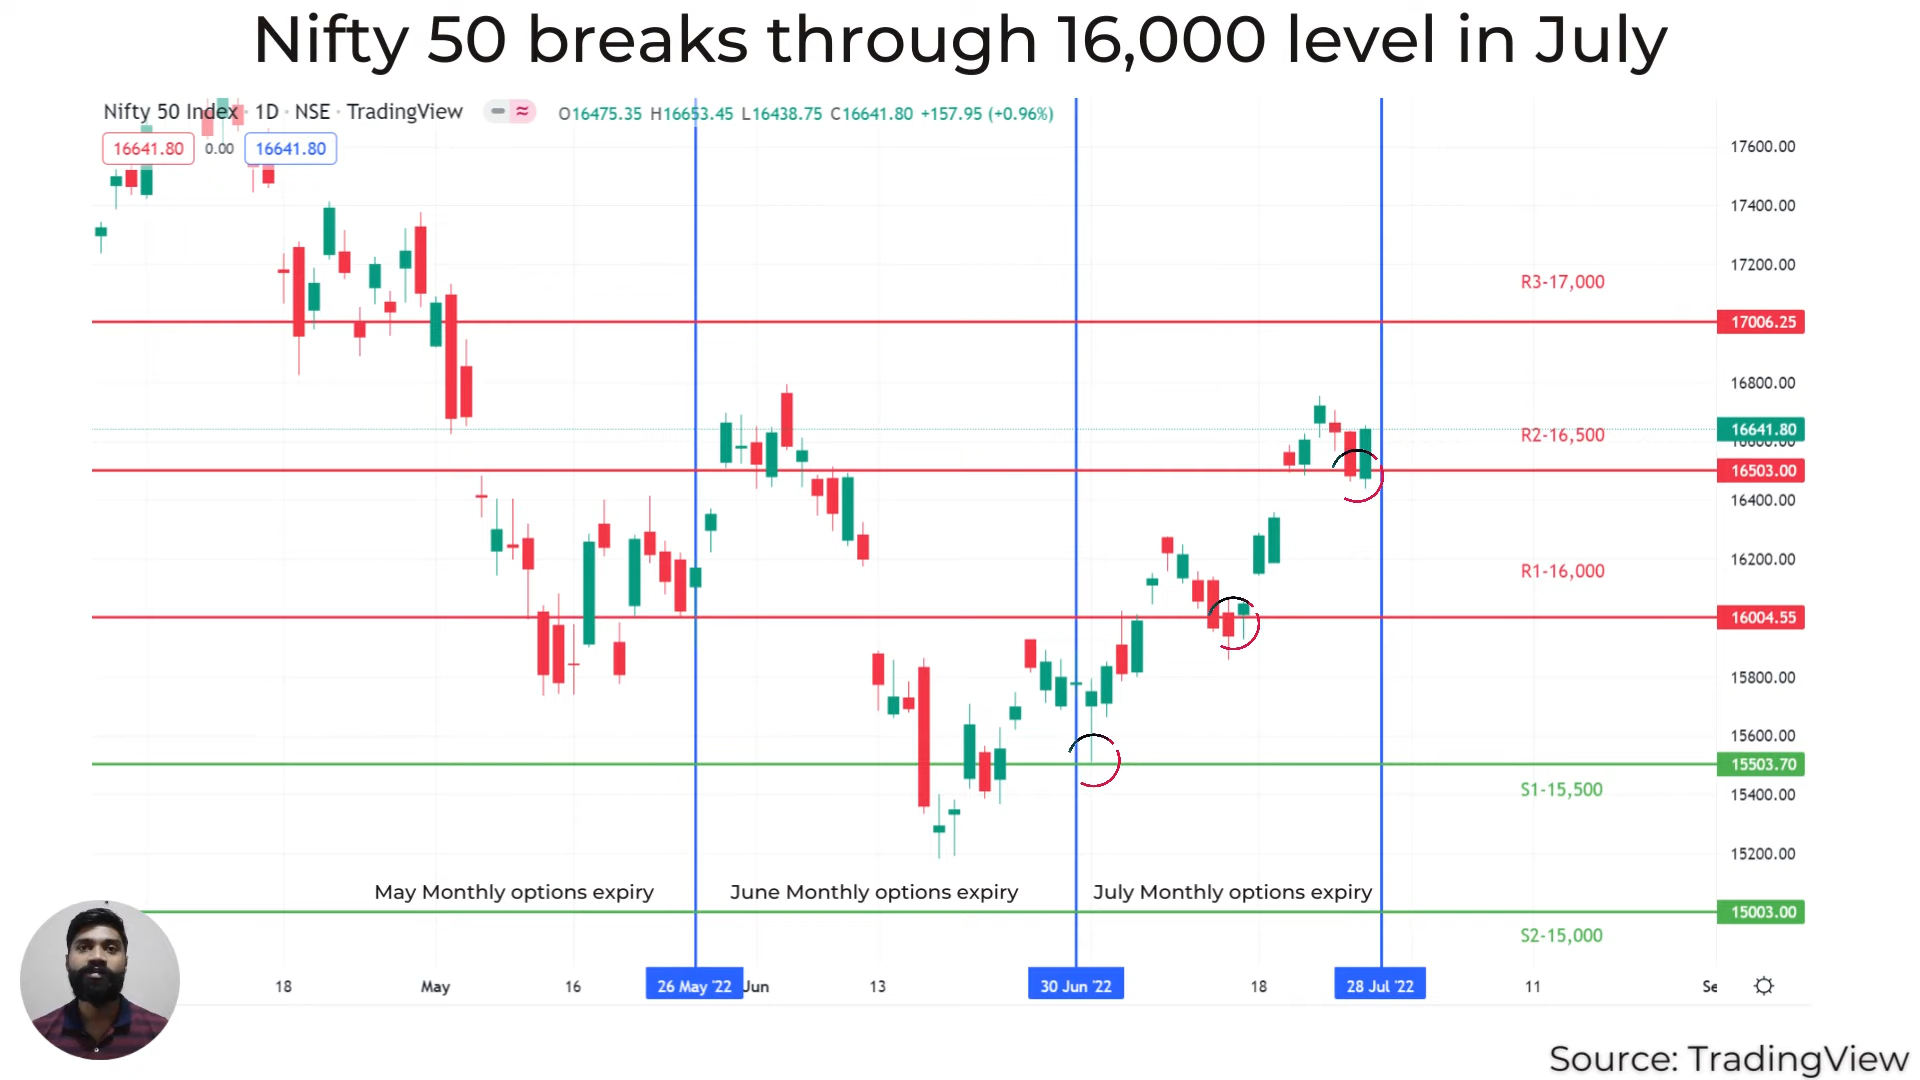 Nifty 50 breaks through 16,000 level in July
Nifty 50 Index · 1D · NSE · TradingView
O16475.35 H16653.45 L16438.75 C16641.80 +157.95 (+0.96%)
16641.80 0.00 16641.80
17600.00
17400.00
17200.00
R3-17,000
17006.25
16800.00
R2-16,500
16641.80
16600.00
16503.00
16400.00
16200.00
R1-16,000
16004.55
15800.00
15600.00
15503.70
S1-15,500
15400.00
15200.00
May Monthly options expiry
June Monthly options expiry
July Monthly options expiry
15003.00
S2-15,000
18 May 16 26 May '22 Jun 13 30 Jun '22 18 28 Jul '22 11 Se
Source: TradingView